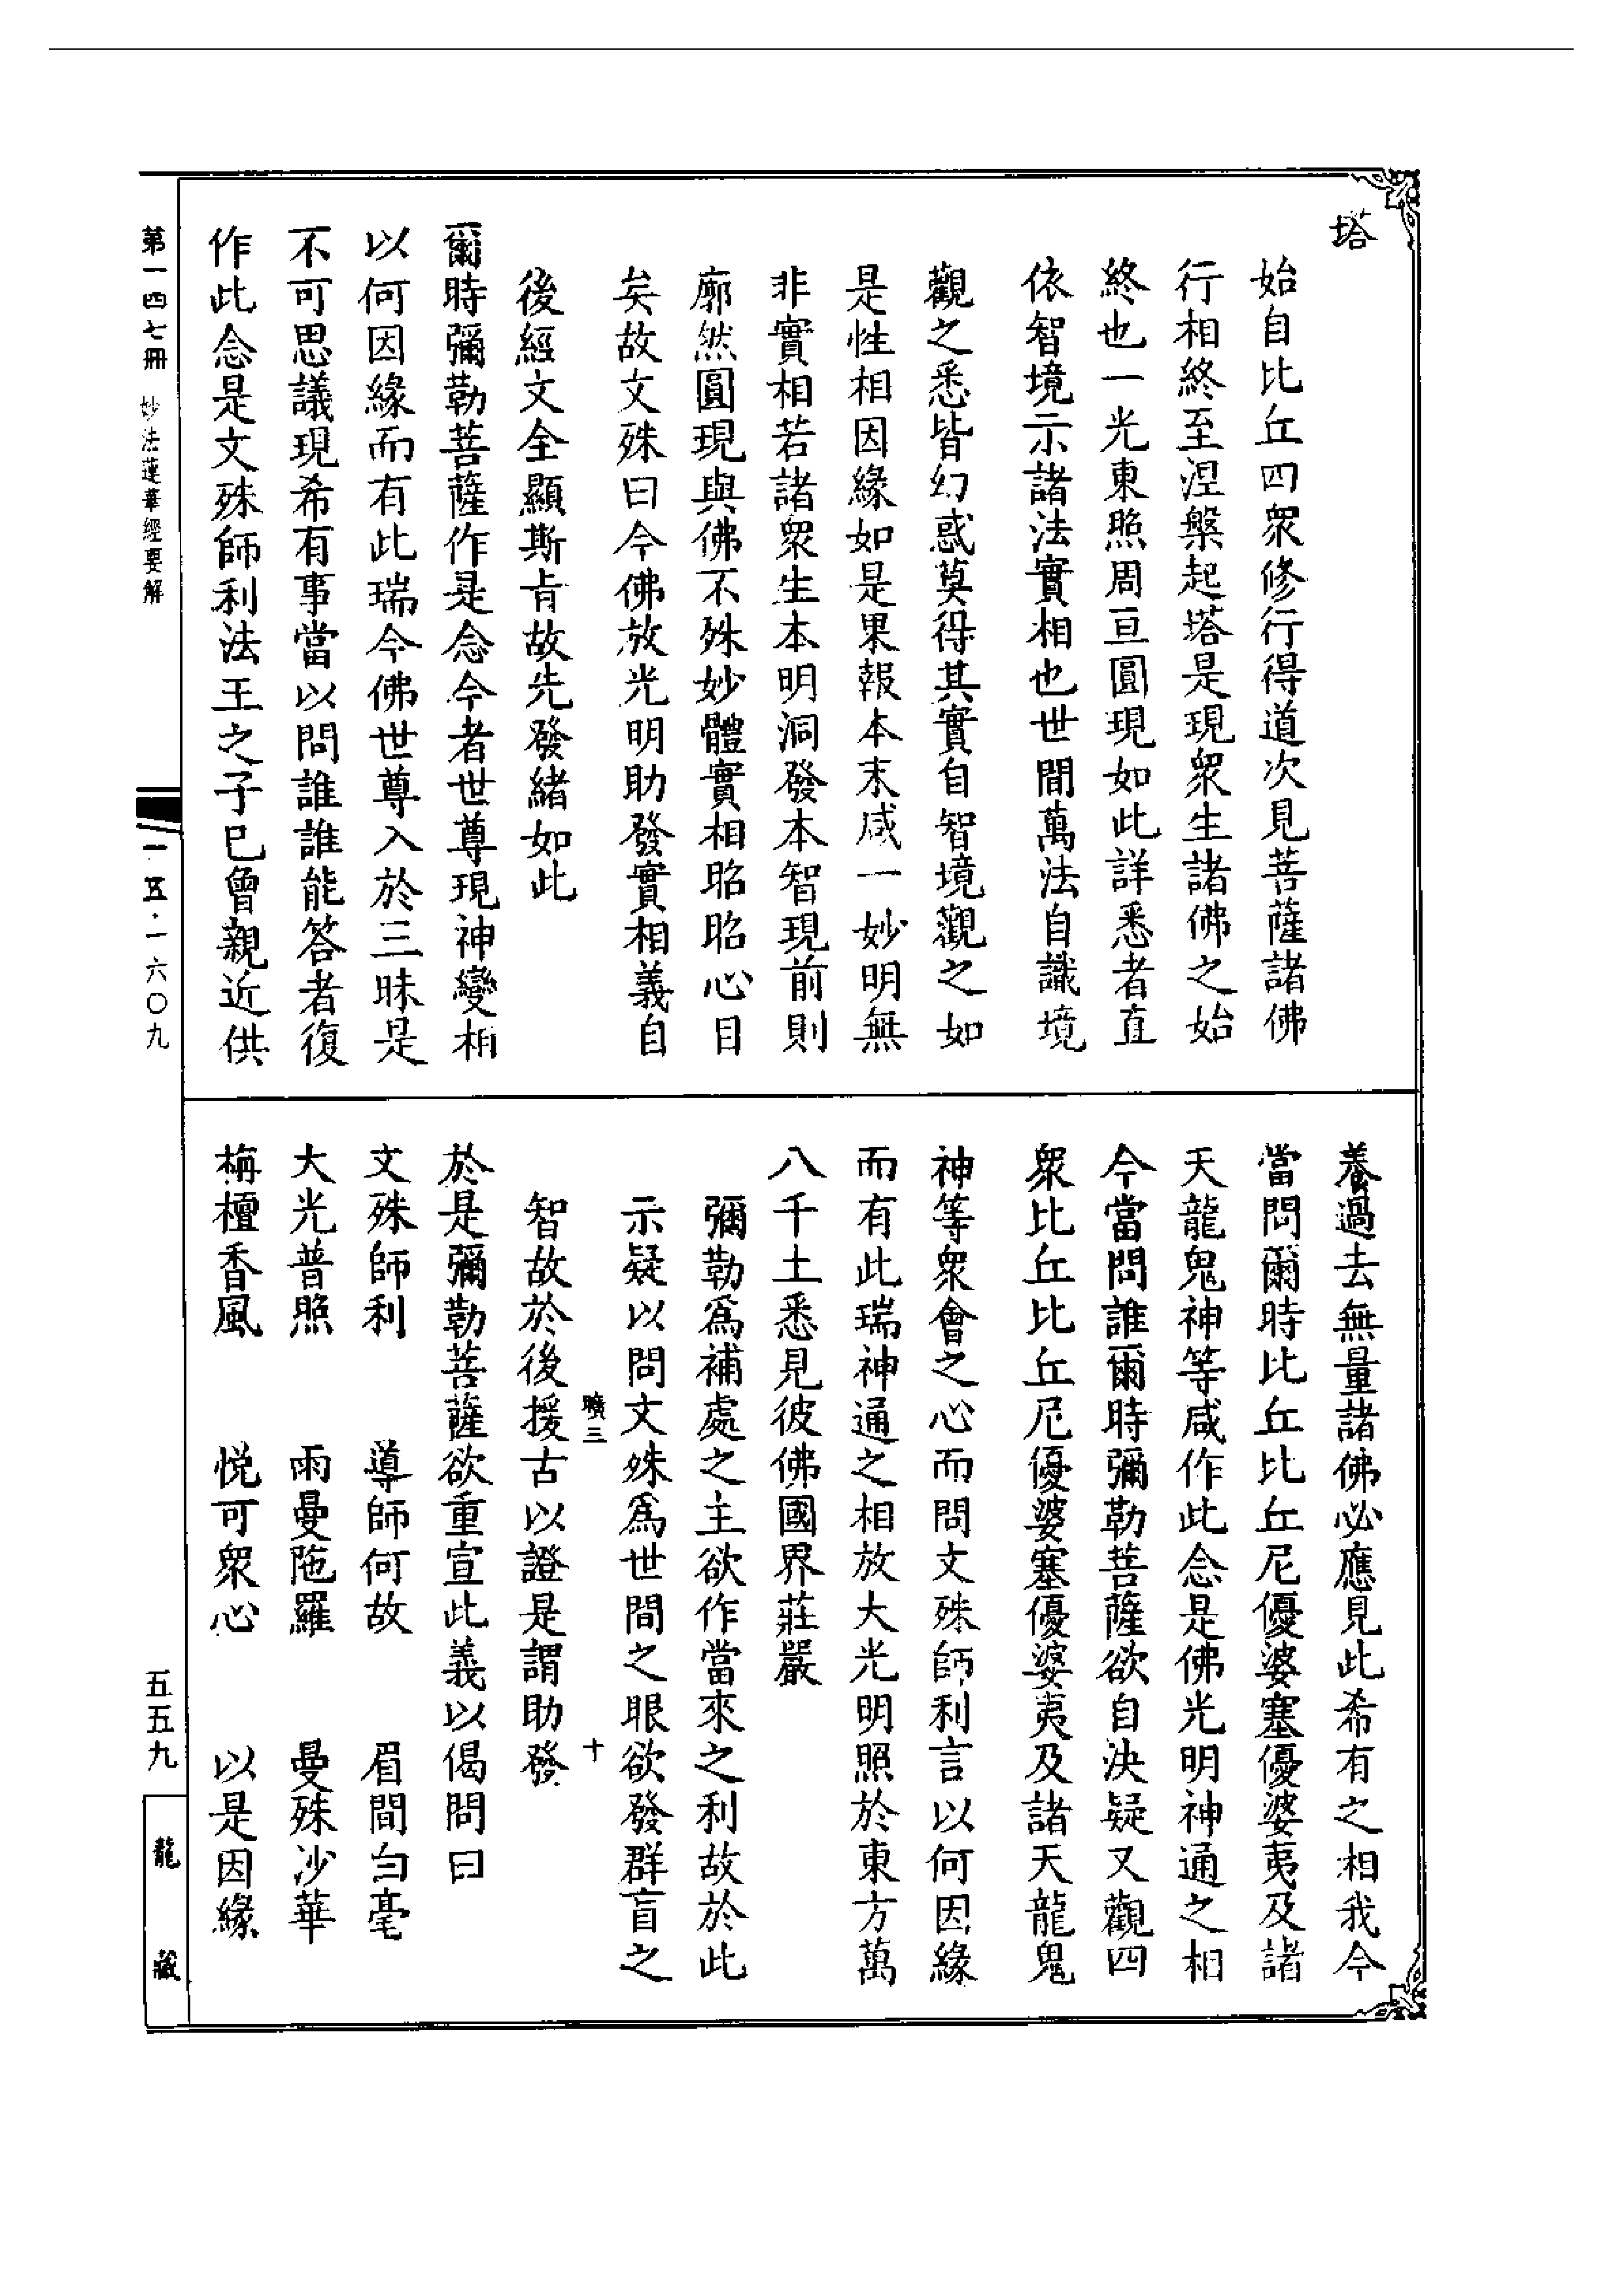 塔
始自比丘四眾修行得道次見菩薩諸佛
行相終至涅槃起塔是現眾生諸佛之始
終也一光東照周亘圓現如此詳悉者直
依智境示諸法實相也世間萬法自識境
觀之悉皆幻惑莫得其實自智境觀之如
是性相因緣如是果報本末咸一妙明無
非實相若諸眾生本明洞發本智現前則
廓然圓現與佛不殊妙體實相昭昭心目
矣故文殊曰今佛放光明助發實相義自
後經文全顯斯旨故先發緒如此
爾時彌勒菩薩作是念今者世尊現神變相
以何因緣而有此瑞今佛世尊入於三昧是
不可思議現希有事當以問誰誰能答者復
作此念是文殊師利法王之子已曾親近供
養過去無量諸佛必應見此希有之相我今
當問爾時比丘比丘尼優婆塞優婆夷及諸
天龍鬼神等咸作此念是佛光明神通之相
今當問誰爾時彌勒菩薩欲自決疑又觀四
眾比丘比丘尼優婆塞優婆夷及諸天龍鬼
神等眾會之心而問文殊師利言以何因緣
而有此瑞神通之相放大光明照於東方萬
八千土悉見彼佛國界莊嚴
彌勒為補處之主欲作當來之利故於此
示疑以問文殊為世間之眼欲發群盲之
曠三 十
智故於後援古以證是謂助發
於是彌勒菩薩欲重宣此義以偈問曰
文殊師利 導師何故 眉間白毫
大光普照 雨曼陁羅 曼殊沙華
栴檀香風 悅可眾心 以是因緣
第一四七冊 妙法蓮華經要解
一五·一六〇九
五五九
龍藏